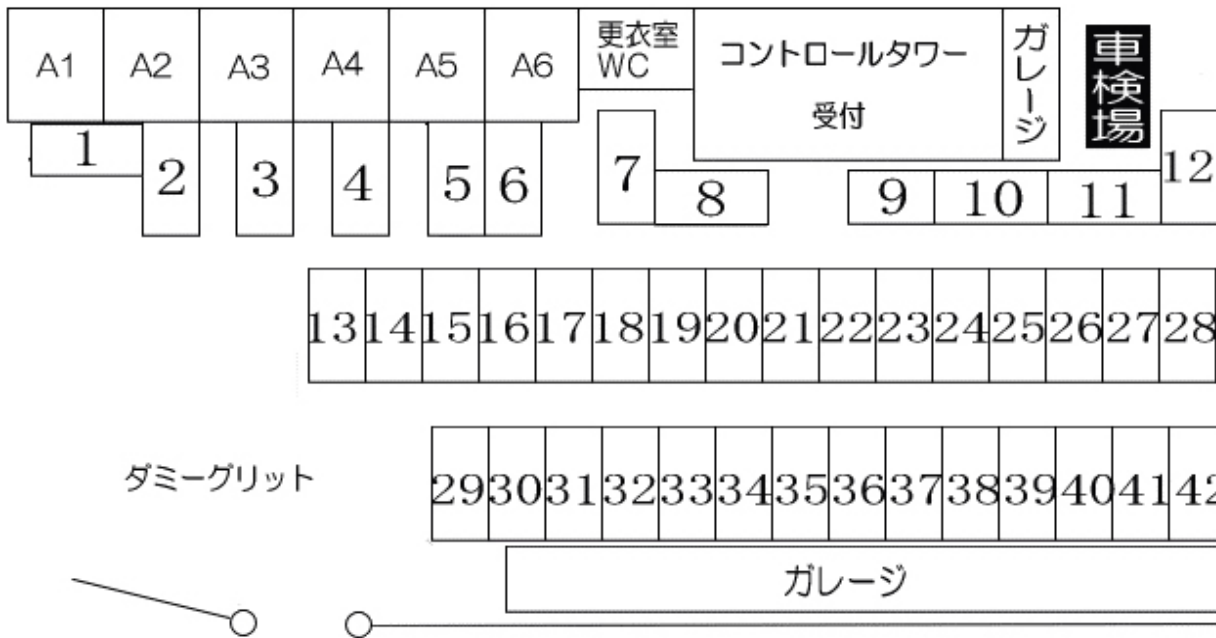 A1 A2 A3 A4 A5 A6
更衣室
WC
コントロールタワー
受付
ガレージ
車検場
1 2 3 4 5 6 7 8 9 10 11 12
13 14 15 16 17 18 19 20 21 22 23 24 25 26 27 28
ダミーグリット
29 30 31 32 33 34 35 36 37 38 39 40 41 42
ガレージ